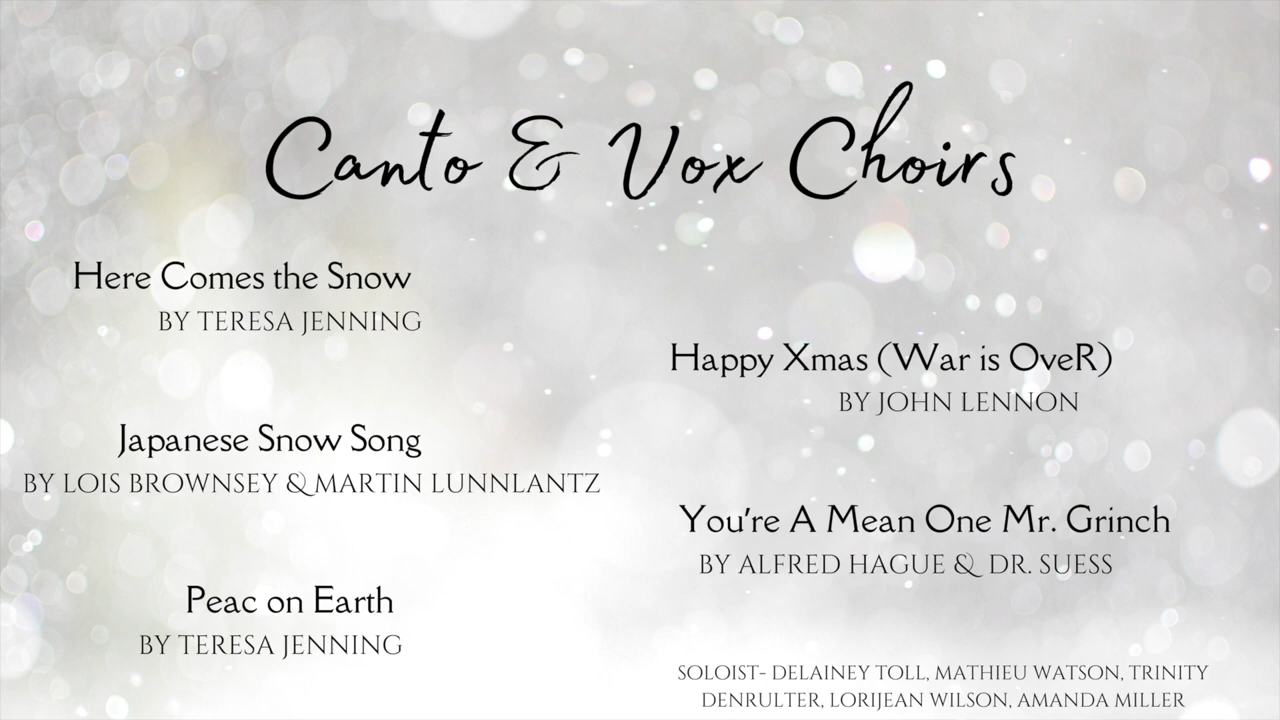 Canto & Vox Choirs
Here Comes the Snow
BY TERESA JENNING
Japanese Snow Song
BY LOIS BROWNSEY & MARTIN LUNNLANTZ
Peac on Earth
BY TERESA JENNING
Happy Xmas (War is OveR)
BY JOHN LENNON
You're A Mean One Mr. Grinch
BY ALFRED HAGUE & DR. SUESS
SOLOIST- DELAINEY TOLL, MATHIEU WATSON, TRINITY
DENRULTER, LORIJEAN WILSON, AMANDA MILLER